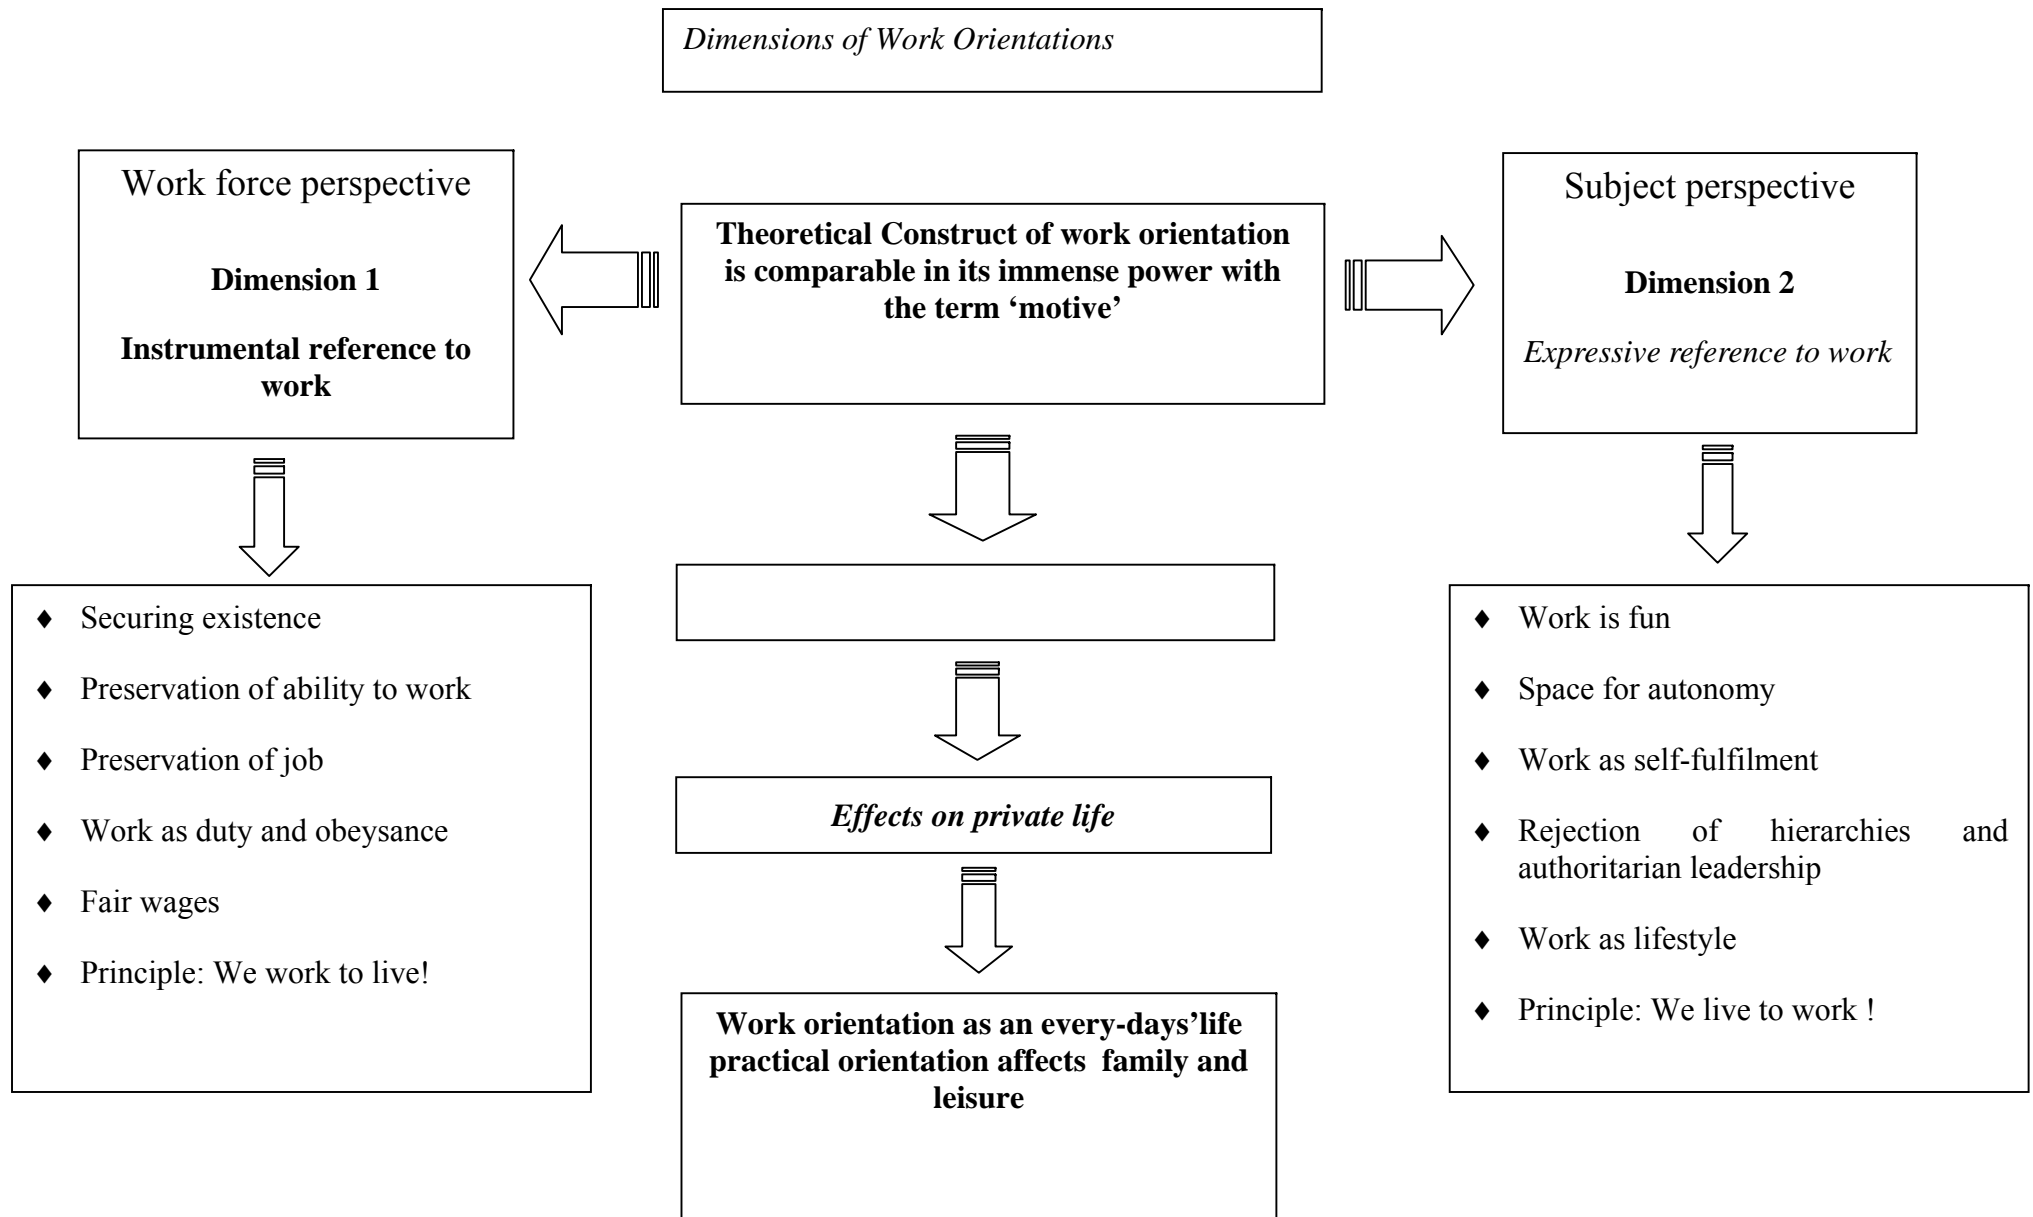 Dimensions of Work Orientations
Work force perspective
Dimension 1
Instrumental reference to
work
Theoretical Construct of work orientation
is comparable in its immense power with
the term ‘motive’
Subject perspective
Dimension 2
Expressive reference to work
♦ Securing existence
♦ Preservation of ability to work
♦ Preservation of job
♦ Work as duty and obeysance
♦ Fair wages
♦ Principle: We work to live!
Effects on private life
Work orientation as an every-days’life
practical orientation affects family and
leisure
♦ Work is fun
♦ Space for autonomy
♦ Work as self-fulfilment
♦ Rejection of hierarchies and
authoritarian leadership
♦ Work as lifestyle
♦ Principle: We live to work !